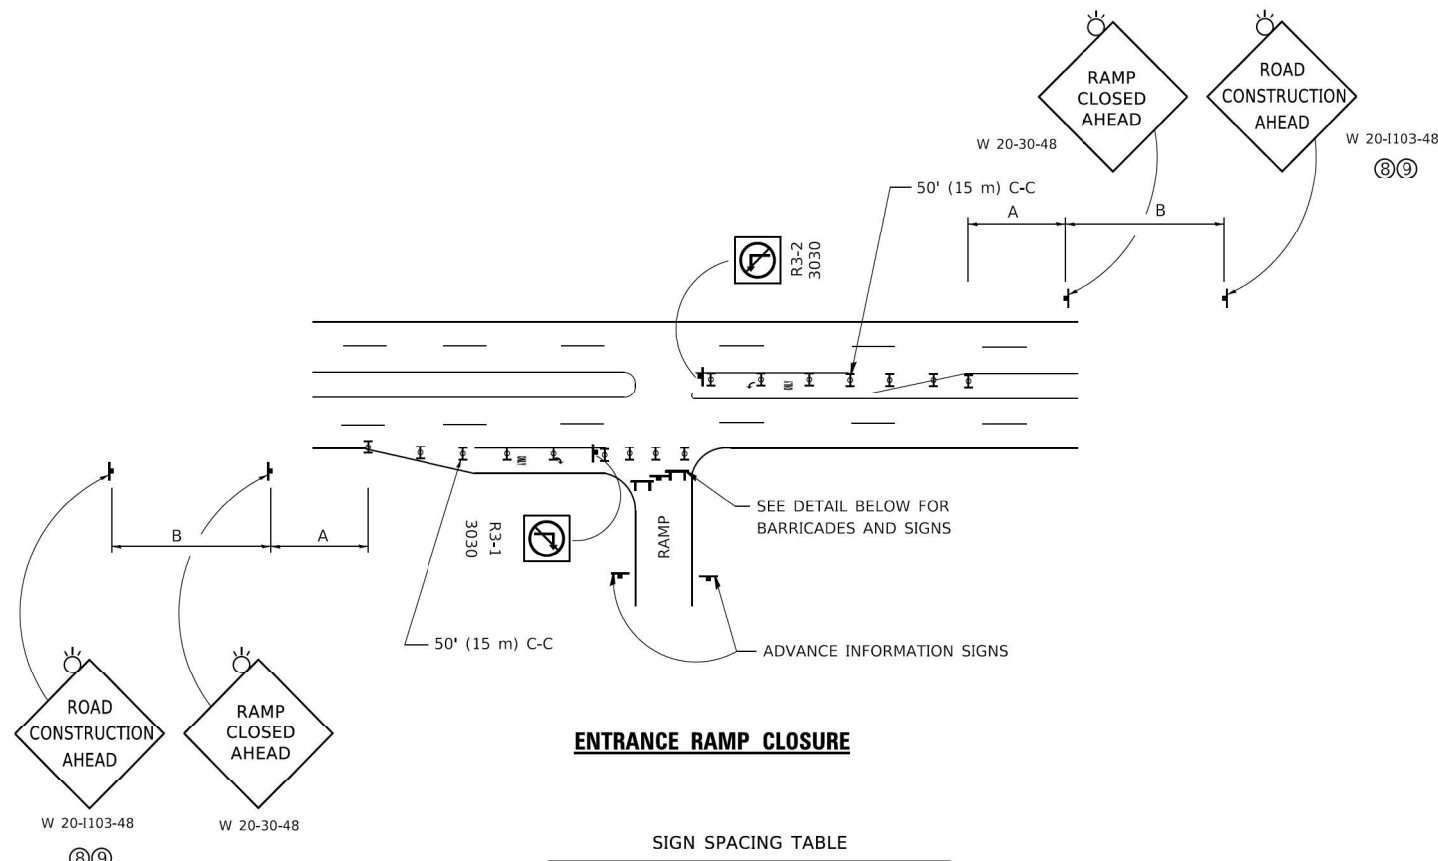 RAMP
CLOSED
AHEAD
W 20-30-48
ROAD
CONSTRUCTION
AHEAD
W 20-I103-48
⑧⑨
50' (15 m) C-C
A
B
R3-2
3030
SEE DETAIL BELOW FOR
BARRICADES AND SIGNS
RAMP
R3-1
3030
B
A
50' (15 m) C-C
ADVANCE INFORMATION SIGNS
ROAD
CONSTRUCTION
AHEAD
W 20-I103-48
⑧⑨
RAMP
CLOSED
AHEAD
W 20-30-48
ENTRANCE RAMP CLOSURE
SIGN SPACING TABLE